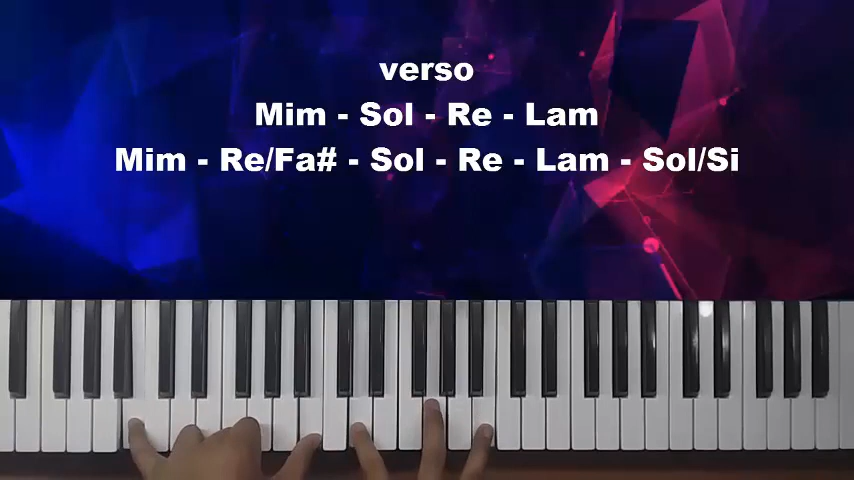 verso
Mim - Sol - Re - Lam
Mim - Re/Fa# - Sol - Re - Lam - Sol/Si